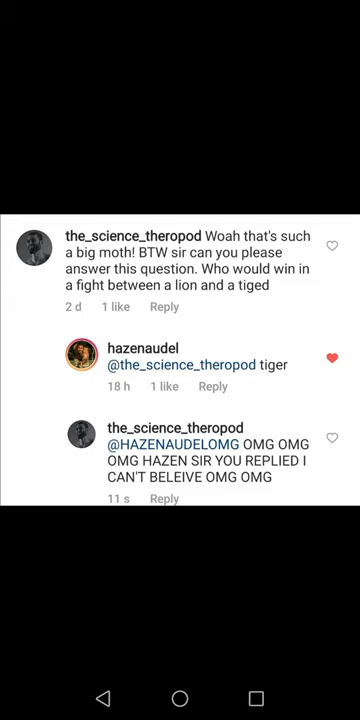 the_science_theropod Woah that's such
a big moth! BTW sir can you please
answer this question. Who would win in
a fight between a lion and a tiged
2 d 1 like Reply
hazenaudel
@the_science_theropod tiger
18 h 1 like Reply
the_science_theropod
@HAZENAUDELOMG OMG OMG
OMG HAZEN SIR YOU REPLIED I
CAN'T BELEIVE OMG OMG
11 s Reply